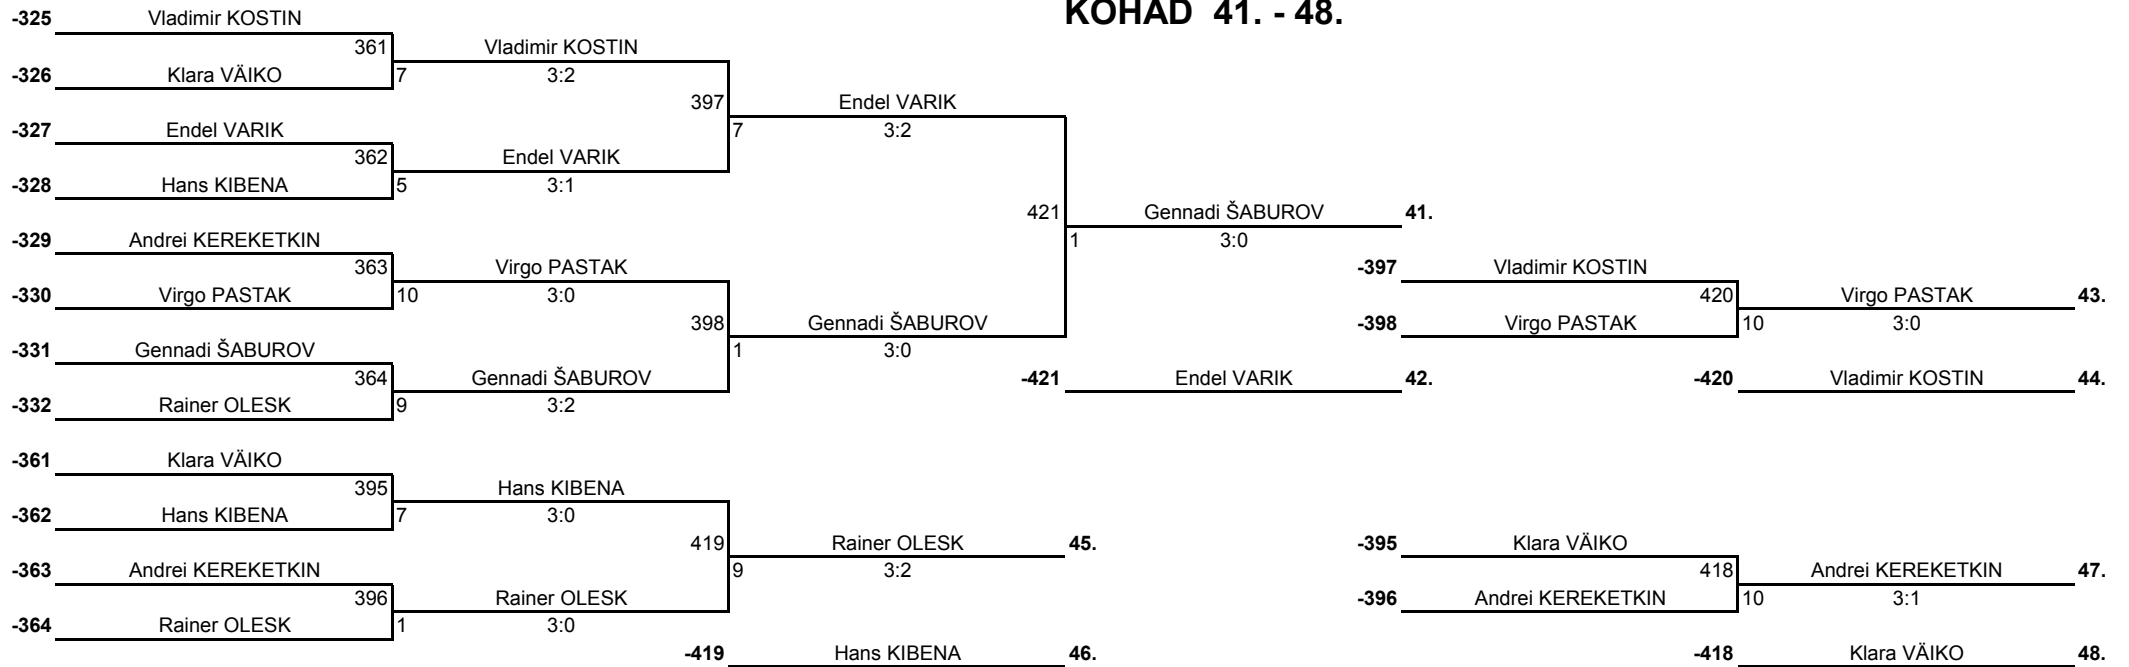 KOHAD 41. - 48.
-325 Vladimir KOSTIN
361 Vladimir KOSTIN
-326 Klara VÄIKO 7 3:2
397 Endel VARIK
-327 Endel VARIK 7 3:2
362 Endel VARIK
-328 Hans KIBENA 5 3:1
421 Gennadi ŠABUROV 41.
-329 Andrei KEREKETKIN 1 3:0
363 Virgo PASTAK -397 Vladimir KOSTIN
-330 Virgo PASTAK 10 3:0 420 Virgo PASTAK 43.
398 Gennadi ŠABUROV -398 Virgo PASTAK 10 3:0
-331 Gennadi ŠABUROV 1 3:0
364 Gennadi ŠABUROV -421 Endel VARIK 42. -420 Vladimir KOSTIN 44.
-332 Rainer OLESK 9 3:2
-361 Klara VÄIKO
395 Hans KIBENA
-362 Hans KIBENA 7 3:0
419 Rainer OLESK 45. -395 Klara VÄIKO
-363 Andrei KEREKETKIN 9 3:2 418 Andrei KEREKETKIN 47.
396 Rainer OLESK -396 Andrei KEREKETKIN 10 3:1
-364 Rainer OLESK 1 3:0
-419 Hans KIBENA 46. -418 Klara VÄIKO 48.